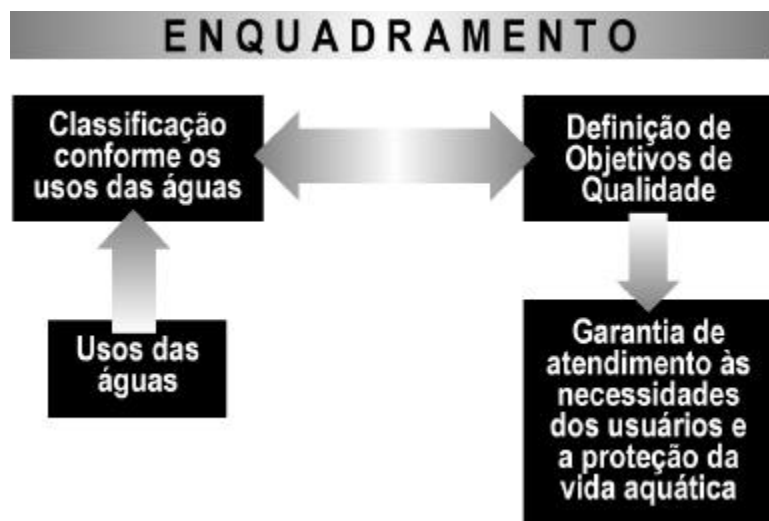 ENQUADRAMENTO
Classificação
conforme os
usos das águas
Definição de
Objetivos de
Qualidade
Usos das
águas
Garantia de
atendimento às
necessidades
dos usuários e
a proteção da
vida aquática